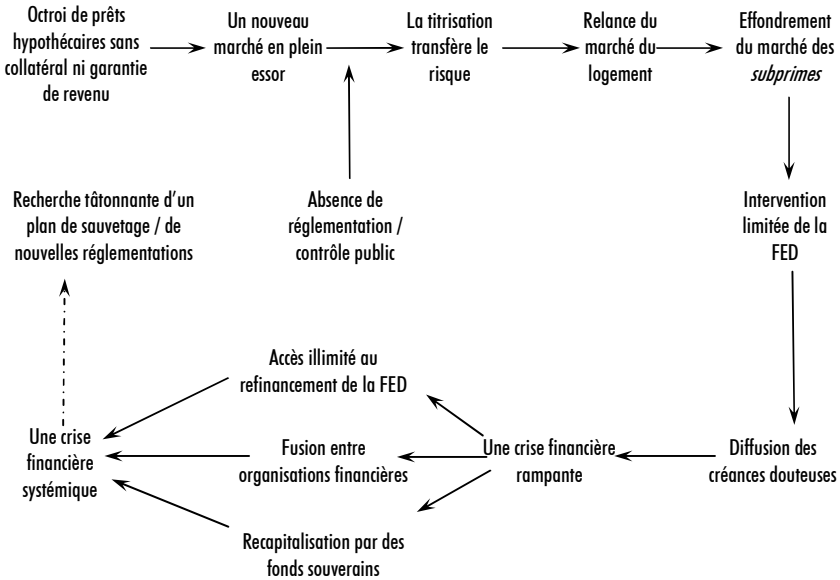 Octroi de prêts
hypothécaires sans
collatéral ni garantie
de revenu
Un nouveau
marché en plein
essor
La titrisation
transfère le
risque
Relance du
marché du
logement
Effondrement
du marché des
subprimes
Recherche tâtonnante d'un
plan de sauvetage / de
nouvelles réglementations
Absence de
réglementation /
contrôle public
Intervention
limitée de la
FED
Accès illimité au
refinancement de la FED
Une crise
financière
systémique
Fusion entre
organisations financières
Une crise financière
rampante
Diffusion des
créances douteuses
Recapitalisation par des
fonds souverains